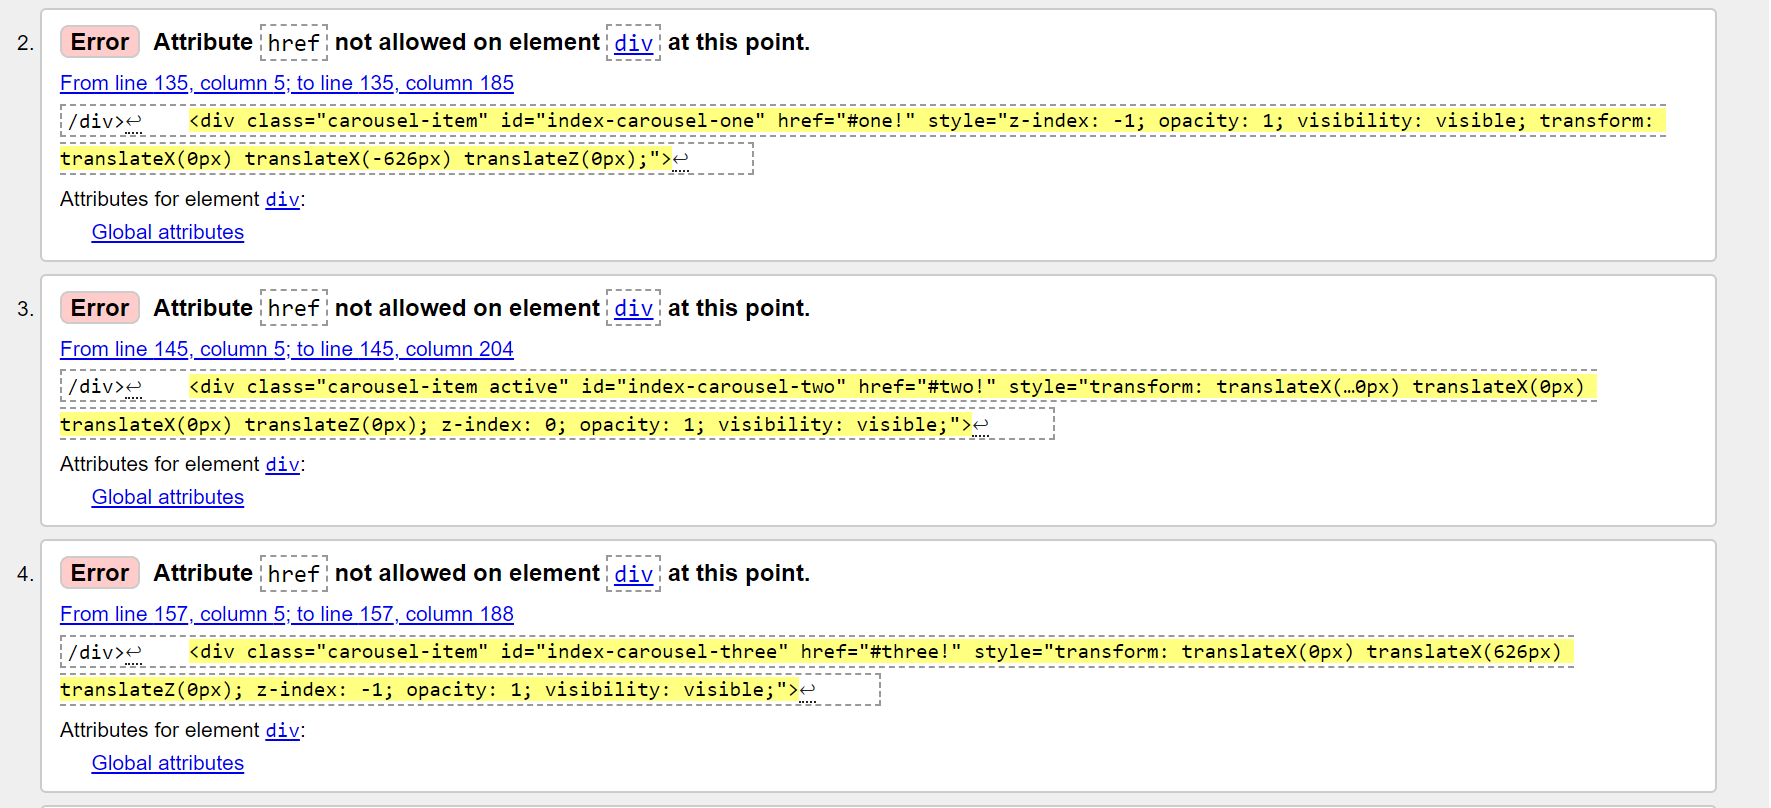 2. Error Attribute href not allowed on element div at this point.
From line 135, column 5; to line 135, column 185
/div>↩ <div class="carousel-item" id="index-carousel-one" href="#one!" style="z-index: -1; opacity: 1; visibility: visible; transform:
translateX(0px) translateX(-626px) translateZ(0px);">↩
Attributes for element div:
Global attributes
3. Error Attribute href not allowed on element div at this point.
From line 145, column 5; to line 145, column 204
/div>↩ <div class="carousel-item active" id="index-carousel-two" href="#two!" style="transform: translateX(…0px) translateX(0px)
translateX(0px) translateZ(0px); z-index: 0; opacity: 1; visibility: visible;">↩
Attributes for element div:
Global attributes
4. Error Attribute href not allowed on element div at this point.
From line 157, column 5; to line 157, column 188
/div>↩ <div class="carousel-item" id="index-carousel-three" href="#three!" style="transform: translateX(0px) translateX(626px)
translateZ(0px); z-index: -1; opacity: 1; visibility: visible;">↩
Attributes for element div:
Global attributes